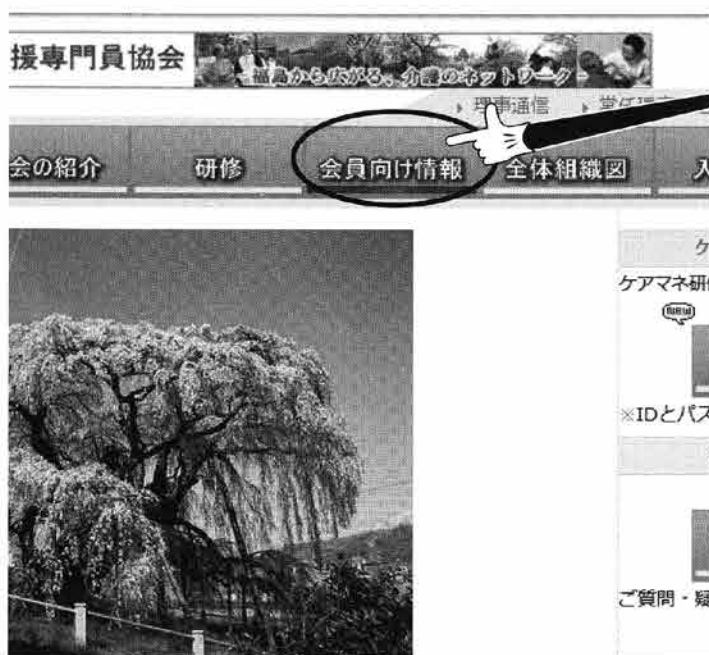 援専門員協会
福島から広がる、介護のネットワーク
理事通信
会の紹介
研修
会員向け情報
全体組織図
入
ケ
ケアマネ研
NEW
※IDとパス
ご質問・疑